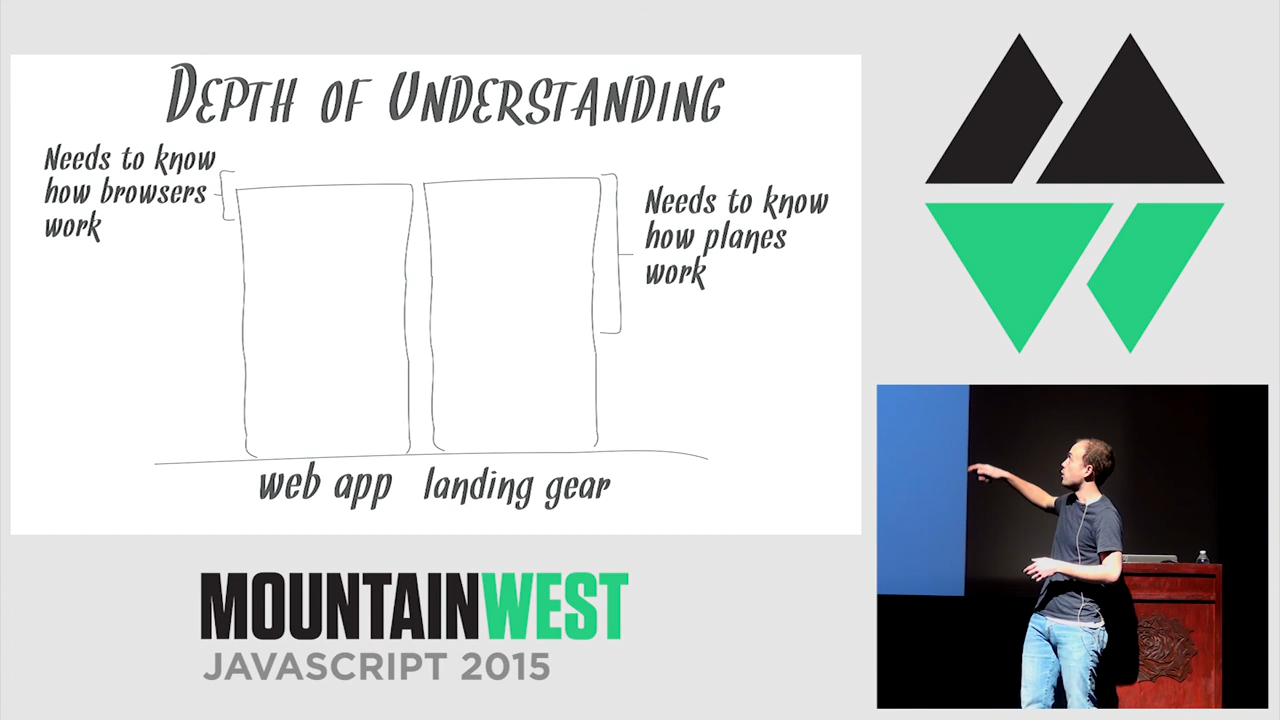 DEPTH OF UNDERSTANDING
Needs to know
how browsers
work
Needs to know
how planes
work
web app
landing gear
MOUNTAINWEST
JAVASCRIPT 2015